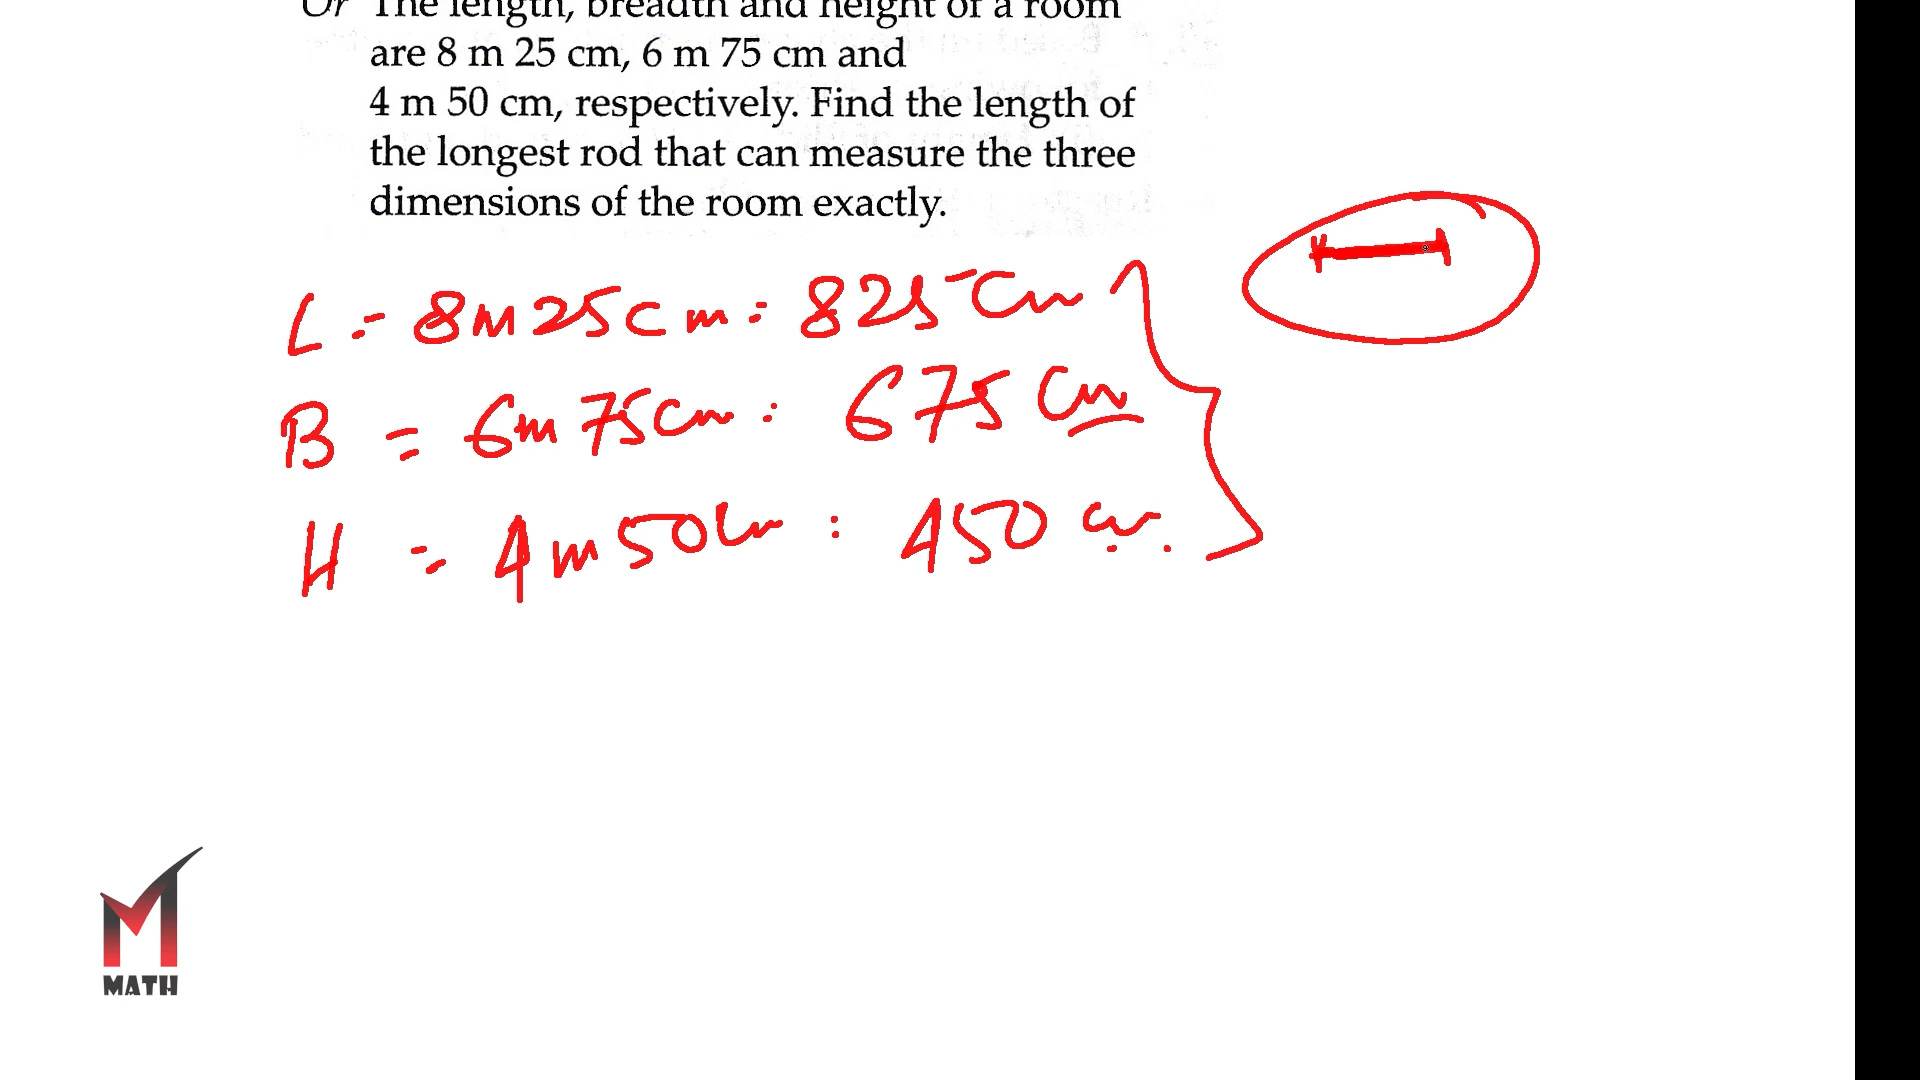 Or The length, breadth and height of a room
are 8 m 25 cm, 6 m 75 cm and
4 m 50 cm, respectively. Find the length of
the longest rod that can measure the three
dimensions of the room exactly.
L = 8m25cm = 825 cm
B = 6m 75cm : 675 cm
H = 4m50cm : 450 cm.
MATH